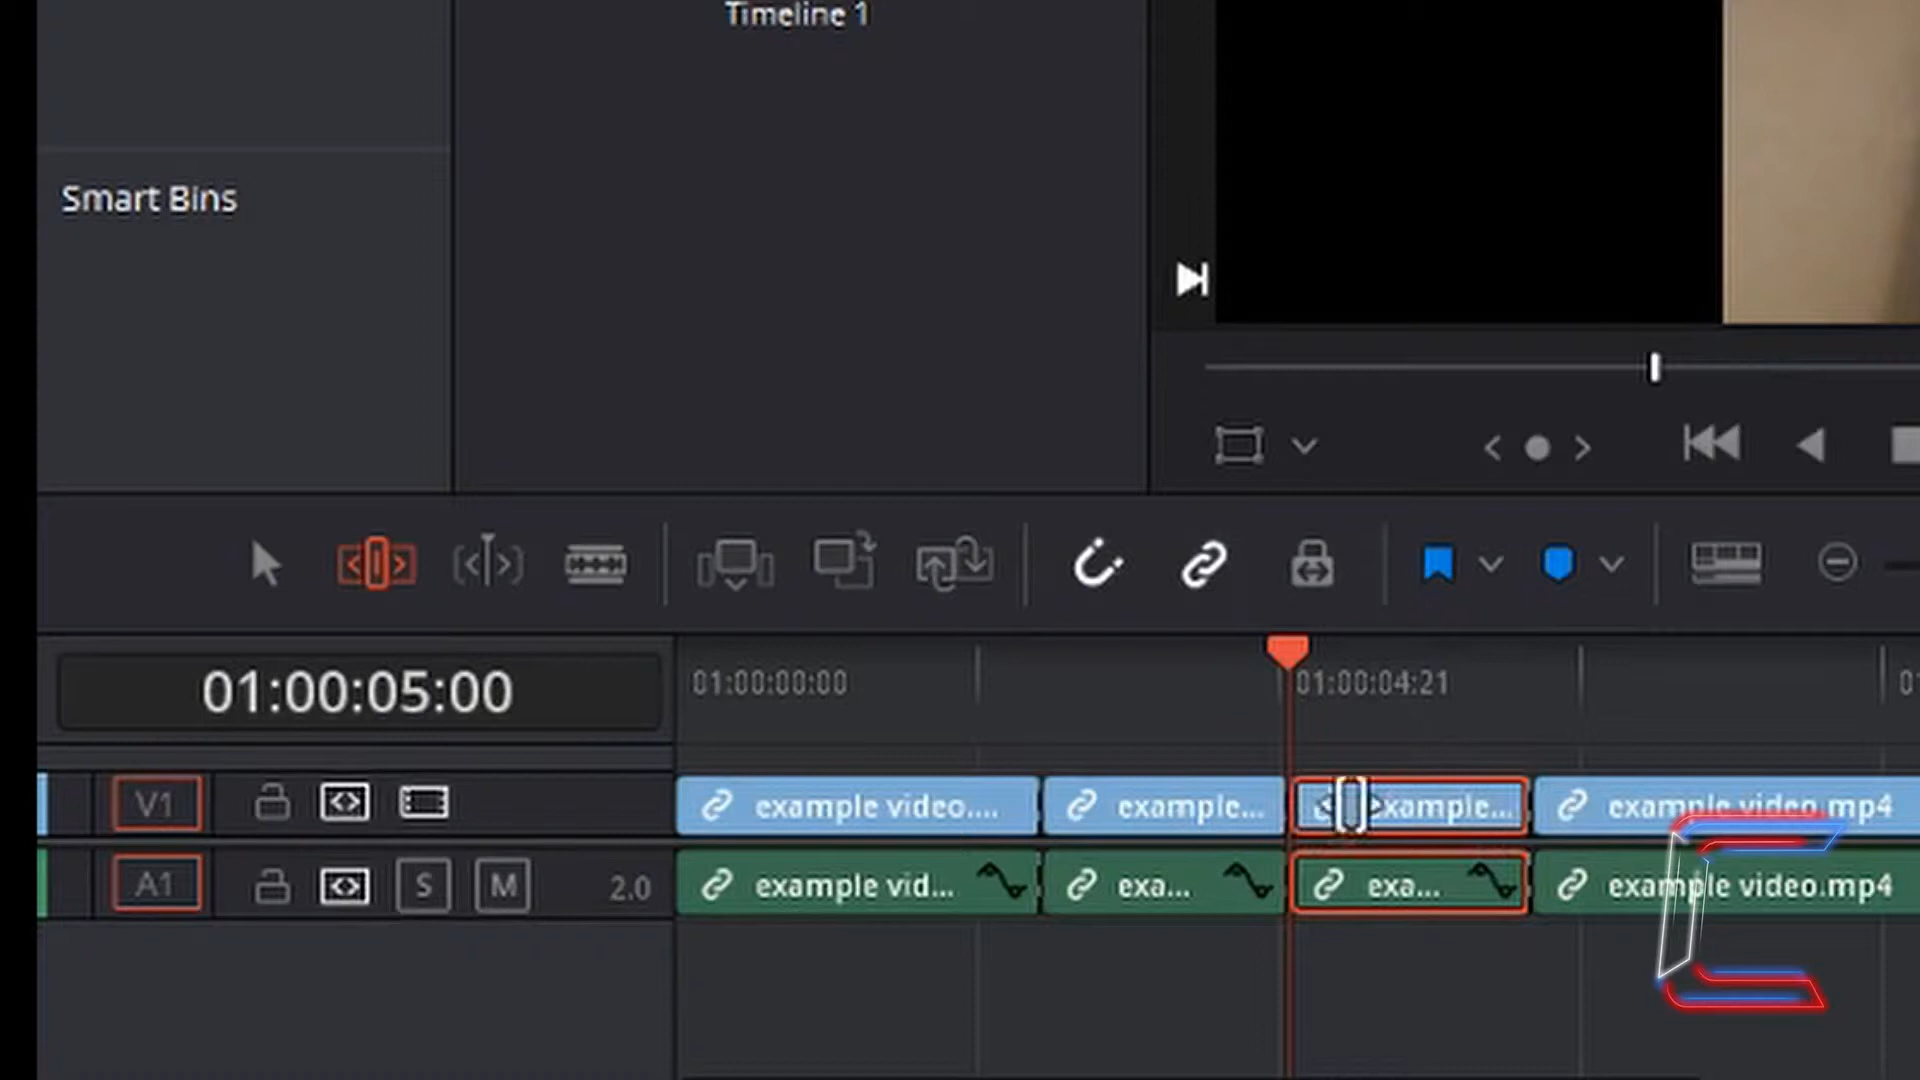 Timeline 1
Smart Bins
01:00:05:00
01:00:00:00
01:00:04:21
V1
example video....
example...
xample...
example video.mp4
A1
S
M
2.0
example vid...
exa...
exa...
example video.mp4